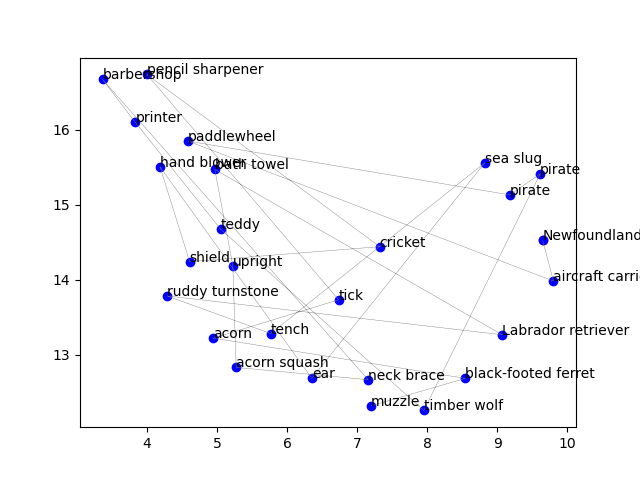 pencil sharpener
barbershop
printer
16
paddlewheel
hand blower
bath towel
sea slug
pirate
pirate
15
teddy
cricket
Newfoundland
shield
upright
aircraft carri
14
ruddy turnstone
tick
acorn
tench
Labrador retriever
13
acorn squash
ear
neck brace
black-footed ferret
muzzle
timber wolf
4
5
6
7
8
9
10